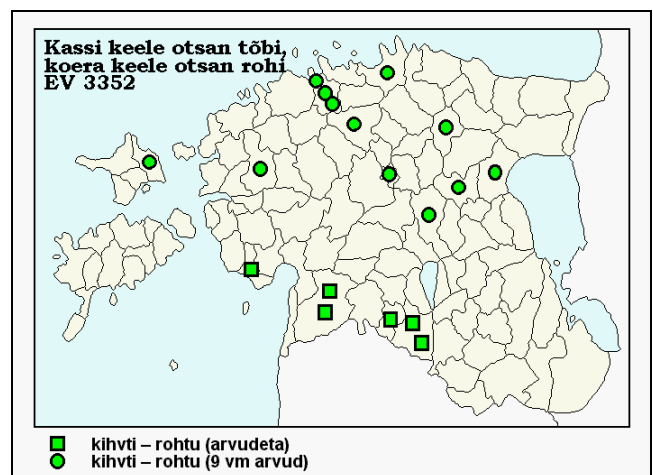 Kassi keele otsan tõbi,
koera keele otsan rohi
EV 3352
kihvti – rohtu (arvudeta)
kihvti – rohtu (9 vm arvud)